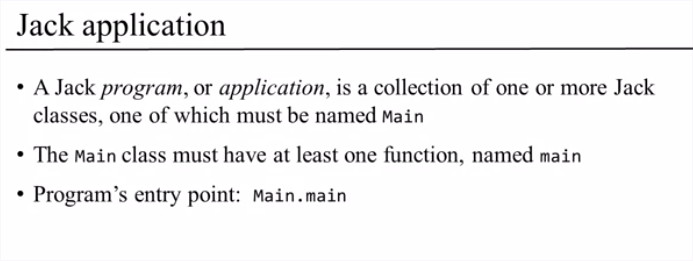 Jack application
• A Jack program, or application, is a collection of one or more Jack
classes, one of which must be named Main
• The Main class must have at least one function, named main
• Program’s entry point: Main.main